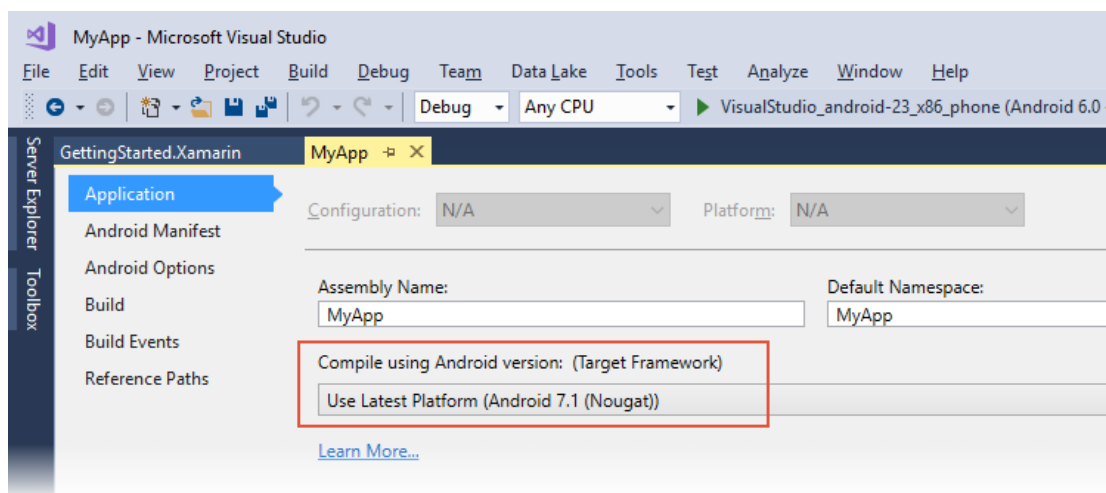 MyApp - Microsoft Visual Studio
File Edit View Project Build Debug Team Data Lake Tools Test Analyze Window Help
Debug Any CPU VisualStudio_android-23_x86_phone (Android 6.0
Server Explorer
Toolbox
GettingStarted.Xamarin MyApp
Application
Android Manifest
Android Options
Build
Build Events
Reference Paths
Configuration: N/A Platform: N/A
Assembly Name: Default Namespace:
MyApp MyApp
Compile using Android version: (Target Framework)
Use Latest Platform (Android 7.1 (Nougat))
Learn More...